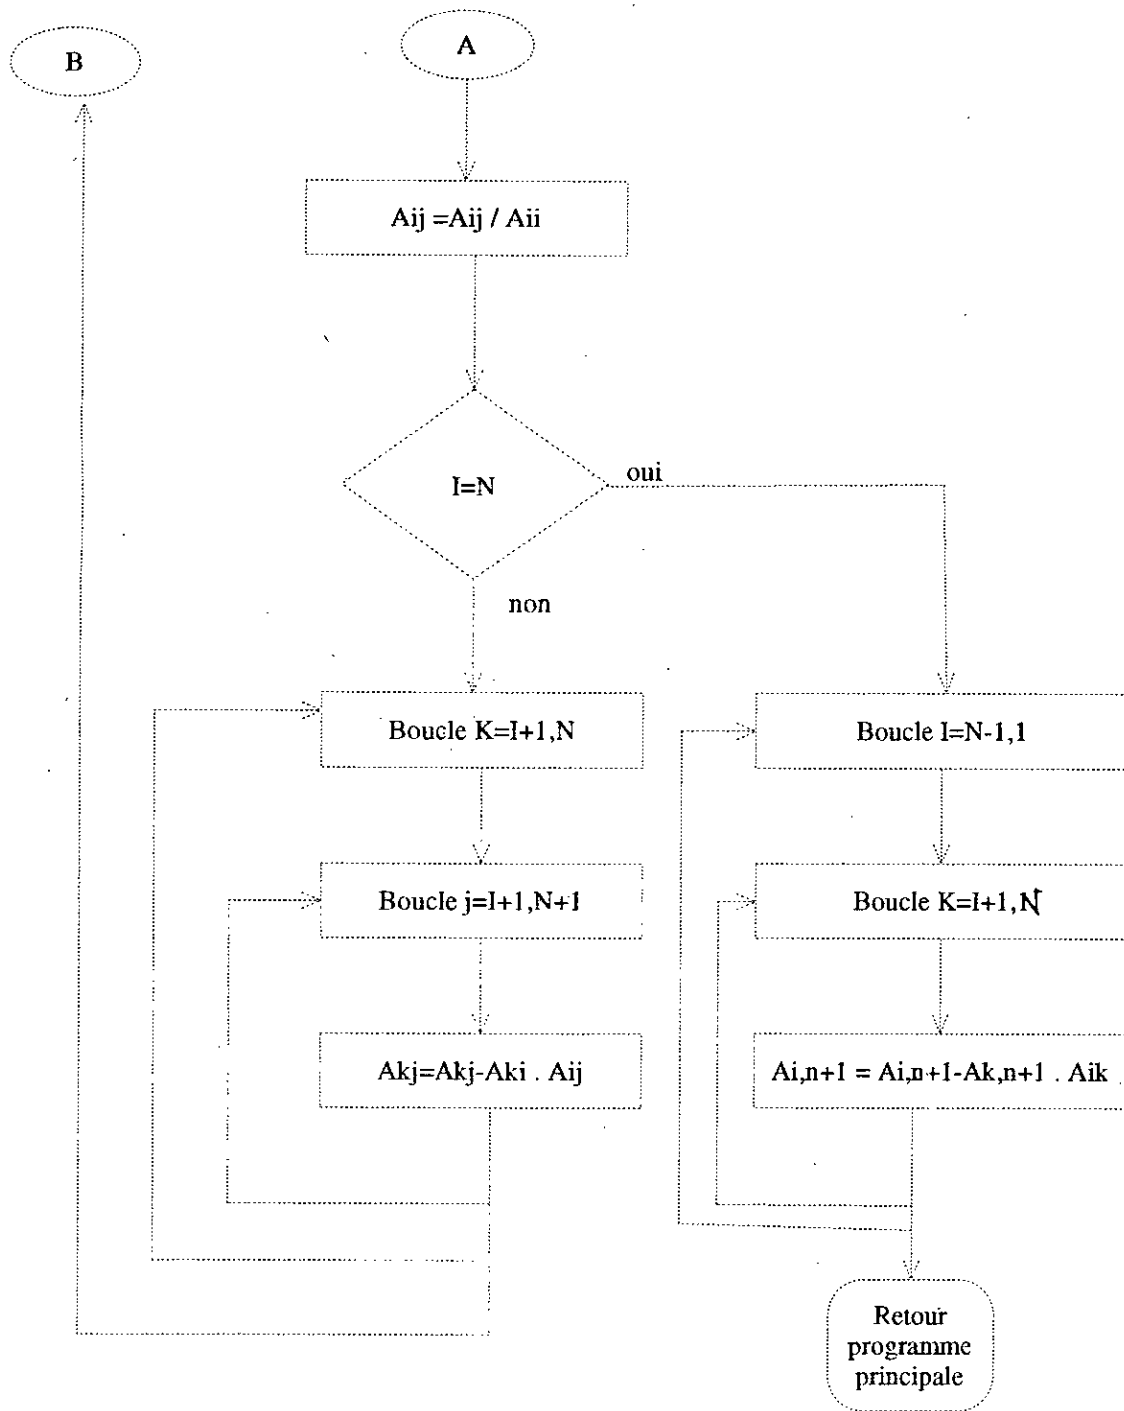 B
A
Aij =Aij / Aii
I=N
oui
non
Boucle K=I+1,N
Boucle I=N-1,1
Boucle j=I+1,N+1
Boucle K=I+1,N
Akj=Akj-Aki . Aij
Ai,n+1 = Ai,n+1-Ak,n+1 . Aik
Retour
programme
principale